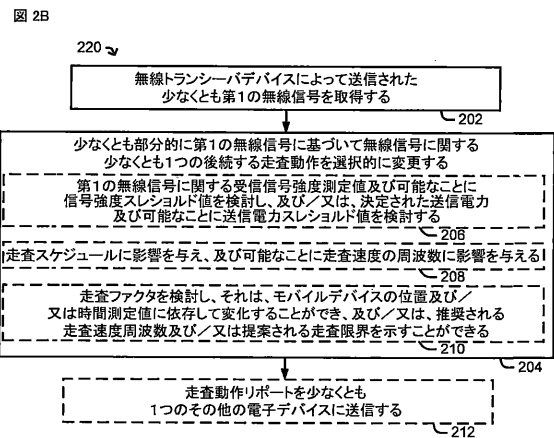 図 2B
220
無線トランシーバデバイスによって送信された
少なくとも第1の無線信号を取得する
202
少なくとも部分的に第1の無線信号に基づいて無線信号に関する
少なくとも1つの後続する走査動作を選択的に変更する
第1の無線信号に関する受信信号強度測定値及び可能なことに
信号強度スレショルド値を検討し、及び/又は、決定された送信電力
及び可能なことに送信電力スレショルド値を検討する
206
走査スケジュールに影響を与え、及び可能なことに走査速度の周波数に影響を与える
208
走査ファクタを検討し、それは、モバイルデバイスの位置及び/
又は時間測定値に依存して変化することができ、及び/又は、推奨される
走査速度周波数及び/又は提案される走査限界を示すことができる
210
204
走査動作リポートを少なくとも
1つのその他の電子デバイスに送信する
212